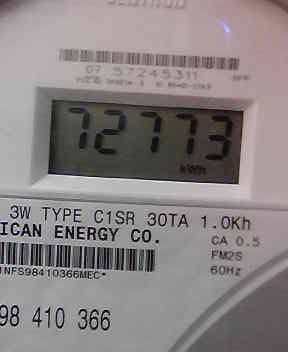 07 57245311
72773
kWh
3W TYPE C1SR 30TA 1.0Kh
ICAN ENERGY CO.
CA 0.5
FM2S
60Hz
NFS98410366MEC*
98 410 366